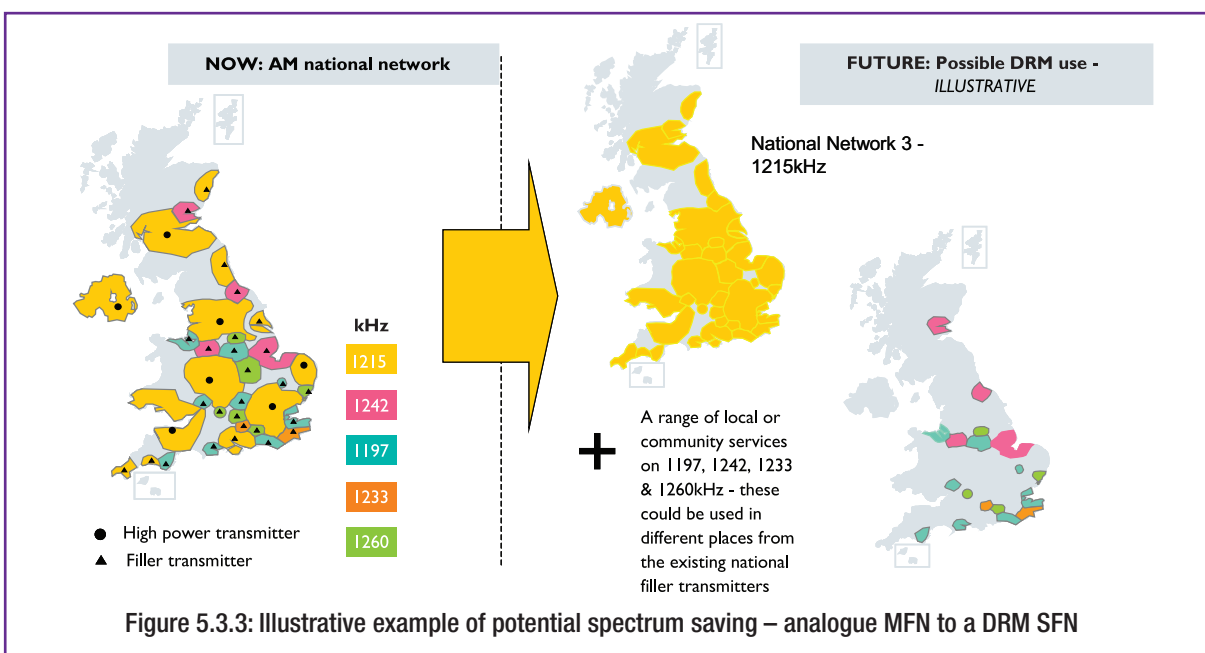 NOW: AM national network
FUTURE: Possible DRM use -
ILLUSTRATIVE
National Network 3 -
1215kHz
kHz
1215
1242
1197
1233
1260
High power transmitter
Filler transmitter
+
A range of local or
community services
on 1197, 1242, 1233
& 1260kHz - these
could be used in
different places from
the existing national
filler transmitters
Figure 5.3.3: Illustrative example of potential spectrum saving – analogue MFN to a DRM SFN